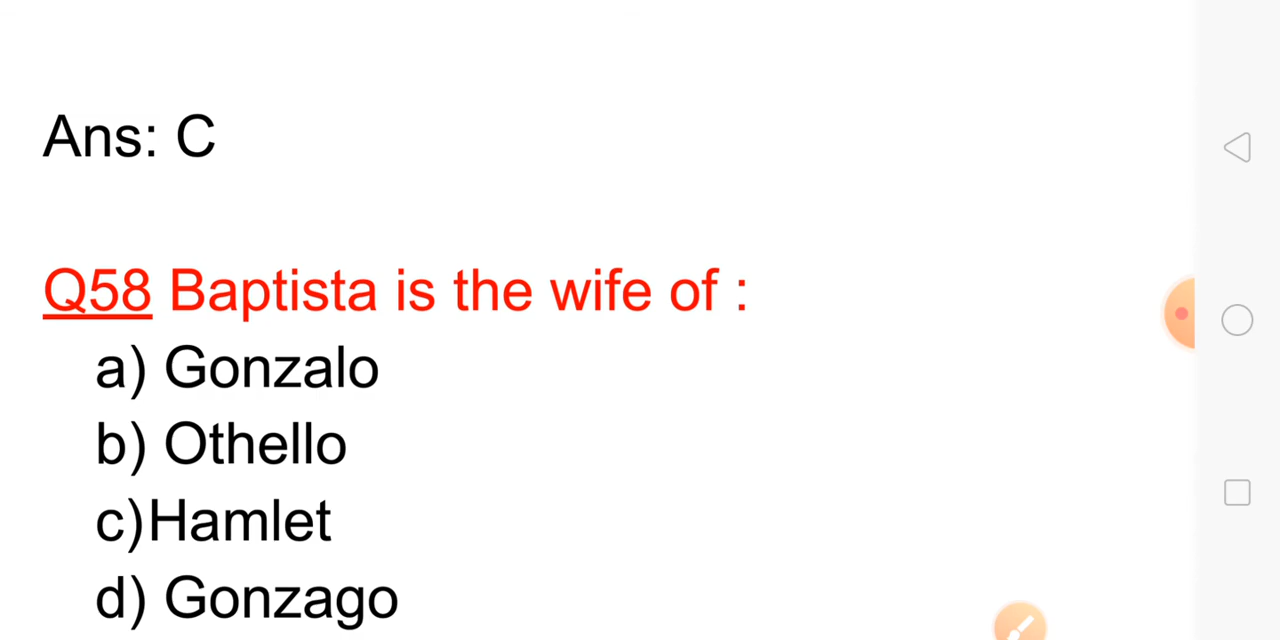 Ans: C
Q58 Baptista is the wife of :
a) Gonzalo
b) Othello
c)Hamlet
d) Gonzago